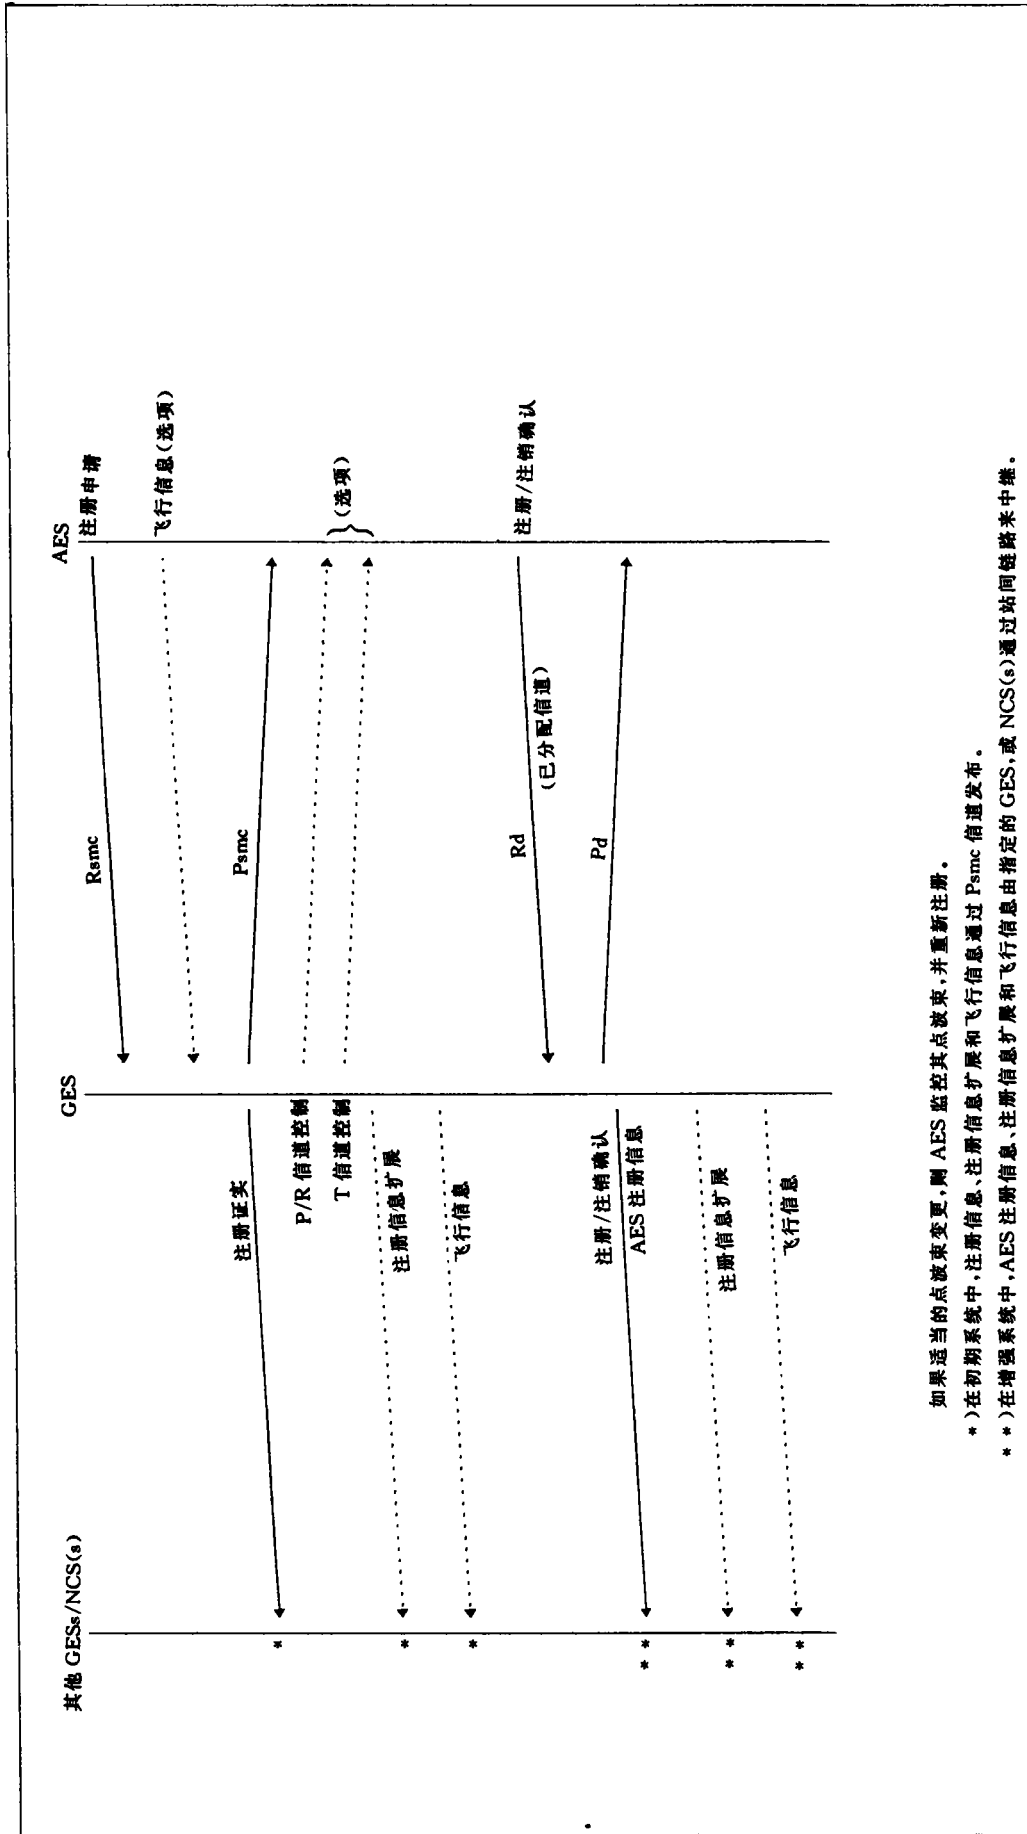 其他 GESs/NCS(s)
GES
AES
注册申请
Rsmc
飞行信息(选项)
注册证实
Psmc
P/R 信道控制
T 信道控制
(选项)
注册信息扩展
*
*
飞行信息
*
注册/注销确认
Rd
(已分配信道)
注册/注销确认
AES 注册信息
Pd
* *
注册信息扩展
* *
飞行信息
* *
如果适当的点波束变更,则 AES 监控其点波束,并重新注册。
* )在初期系统中,注册信息、注册信息扩展和飞行信息通过 Psmc 信道发布。
* * )在增强系统中,AES 注册信息、注册信息扩展和飞行信息由指定的 GES,或 NCS(s)通过站间链路来中继。